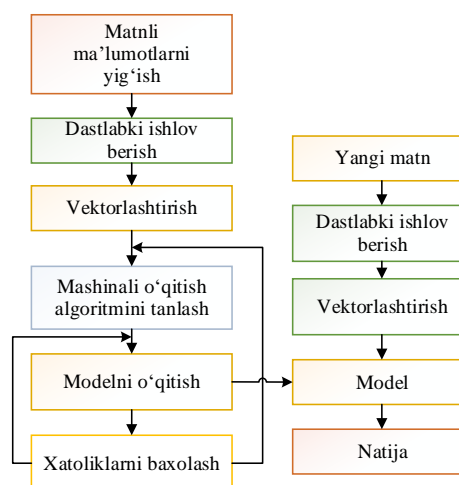 Matnli
ma’lumotlarni
yig‘ish
Dastlabki ishlov
berish
Vektorlashtirish
Mashinali o‘qitish
algoritmini tanlash
Modelni o‘qitish
Xatoliklarni baxolash
Yangi matn
Dastlabki ishlov
berish
Vektorlashtirish
Model
Natija